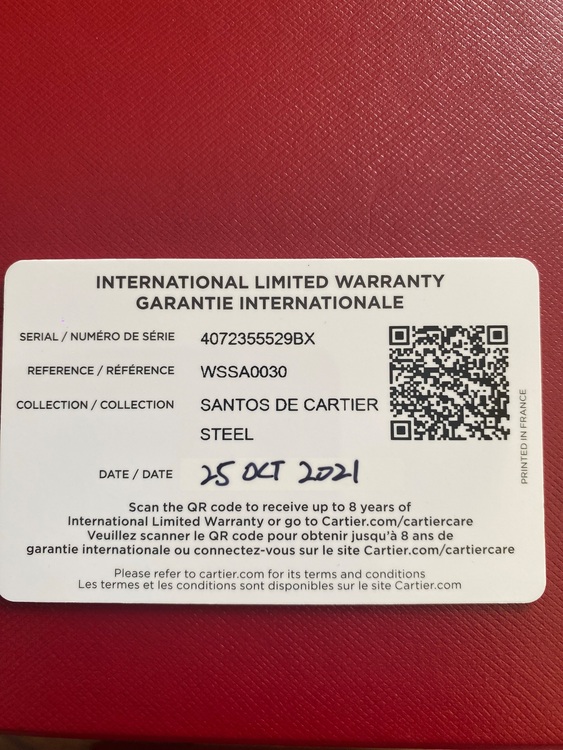 INTERNATIONAL LIMITED WARRANTY
GARANTIE INTERNATIONALE
SERIAL / NUMÉRO DE SÉRIE 4072355529BX
REFERENCE / RÉFÉRENCE WSSA0030
COLLECTION / COLLECTION SANTOS DE CARTIER
STEEL
DATE / DATE 25 OCT 2021
PRINTED IN FRANCE
Scan the QR code to receive up to 8 years of
International Limited Warranty or go to Cartier.com/cartiercare
Veuillez scanner le QR code pour obtenir jusqu'à 8 ans de
garantie internationale ou connectez-vous sur le site Cartier.com/cartiercare
Please refer to cartier.com for its terms and conditions
Les termes et les conditions sont disponibles sur le site Cartier.com